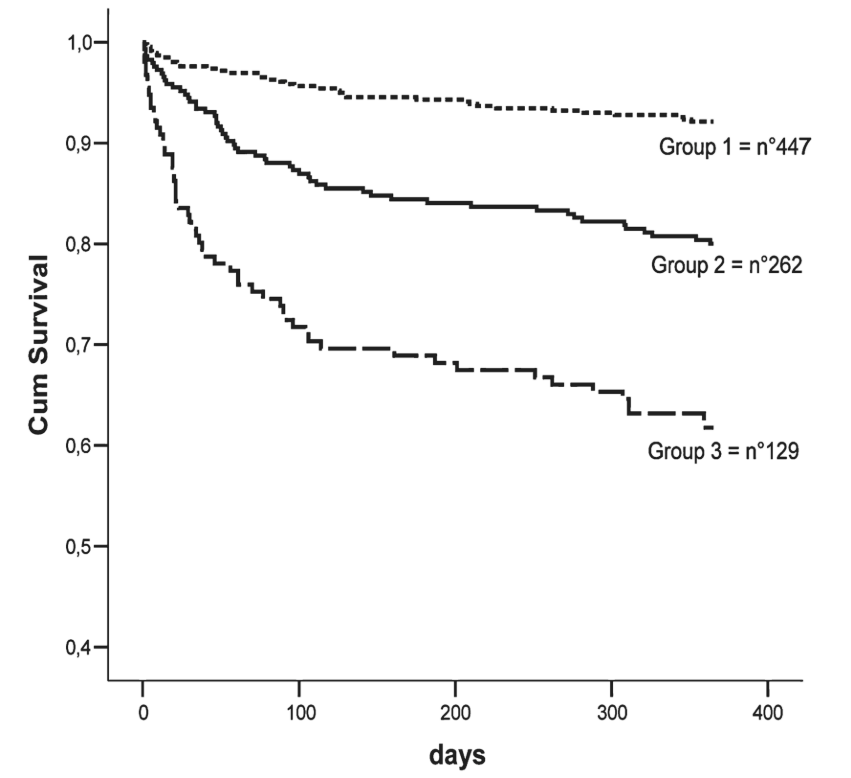 1,0
0,9
0,8
0,7
0,6
0,5
0,4
Cum Survival
Group 1 = n°447
Group 2 = n°262
Group 3 = n°129
0
100
200
300
400
days